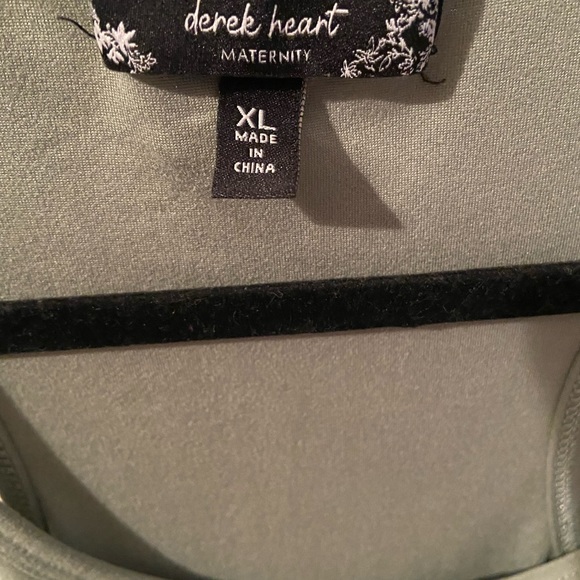 derek heart
MATERNITY
XL
MADE
IN
CHINA